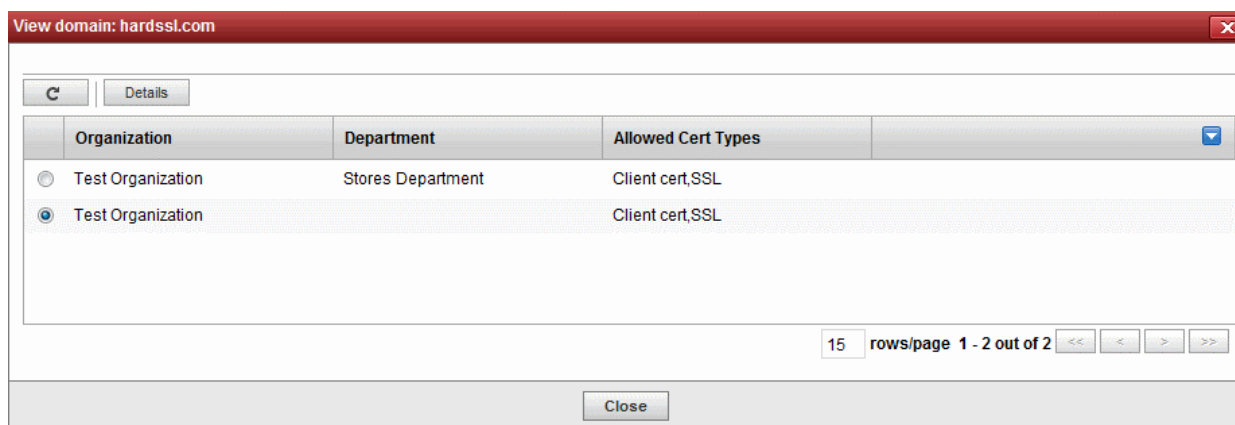 View domain: hardssl.com
Details
Organization Department Allowed Cert Types
Test Organization Stores Department Client cert,SSL
Test Organization Client cert,SSL
15 rows/page 1 - 2 out of 2 << < > >>
Close